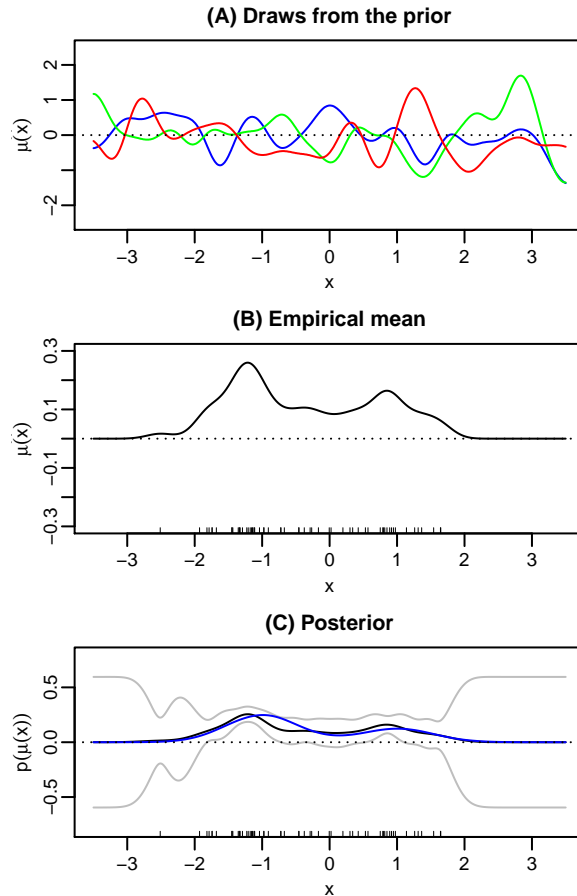 (A) Draws from the prior
2
1
0
−2
μ(x)
−3 −2 −1 0 1 2 3
x
(B) Empirical mean
0.3
0.1
−0.1
−0.3
μ(x)
−3 −2 −1 0 1 2 3
x
(C) Posterior
0.5
0.0
−0.5
p(μ(x))
−3 −2 −1 0 1 2 3
x